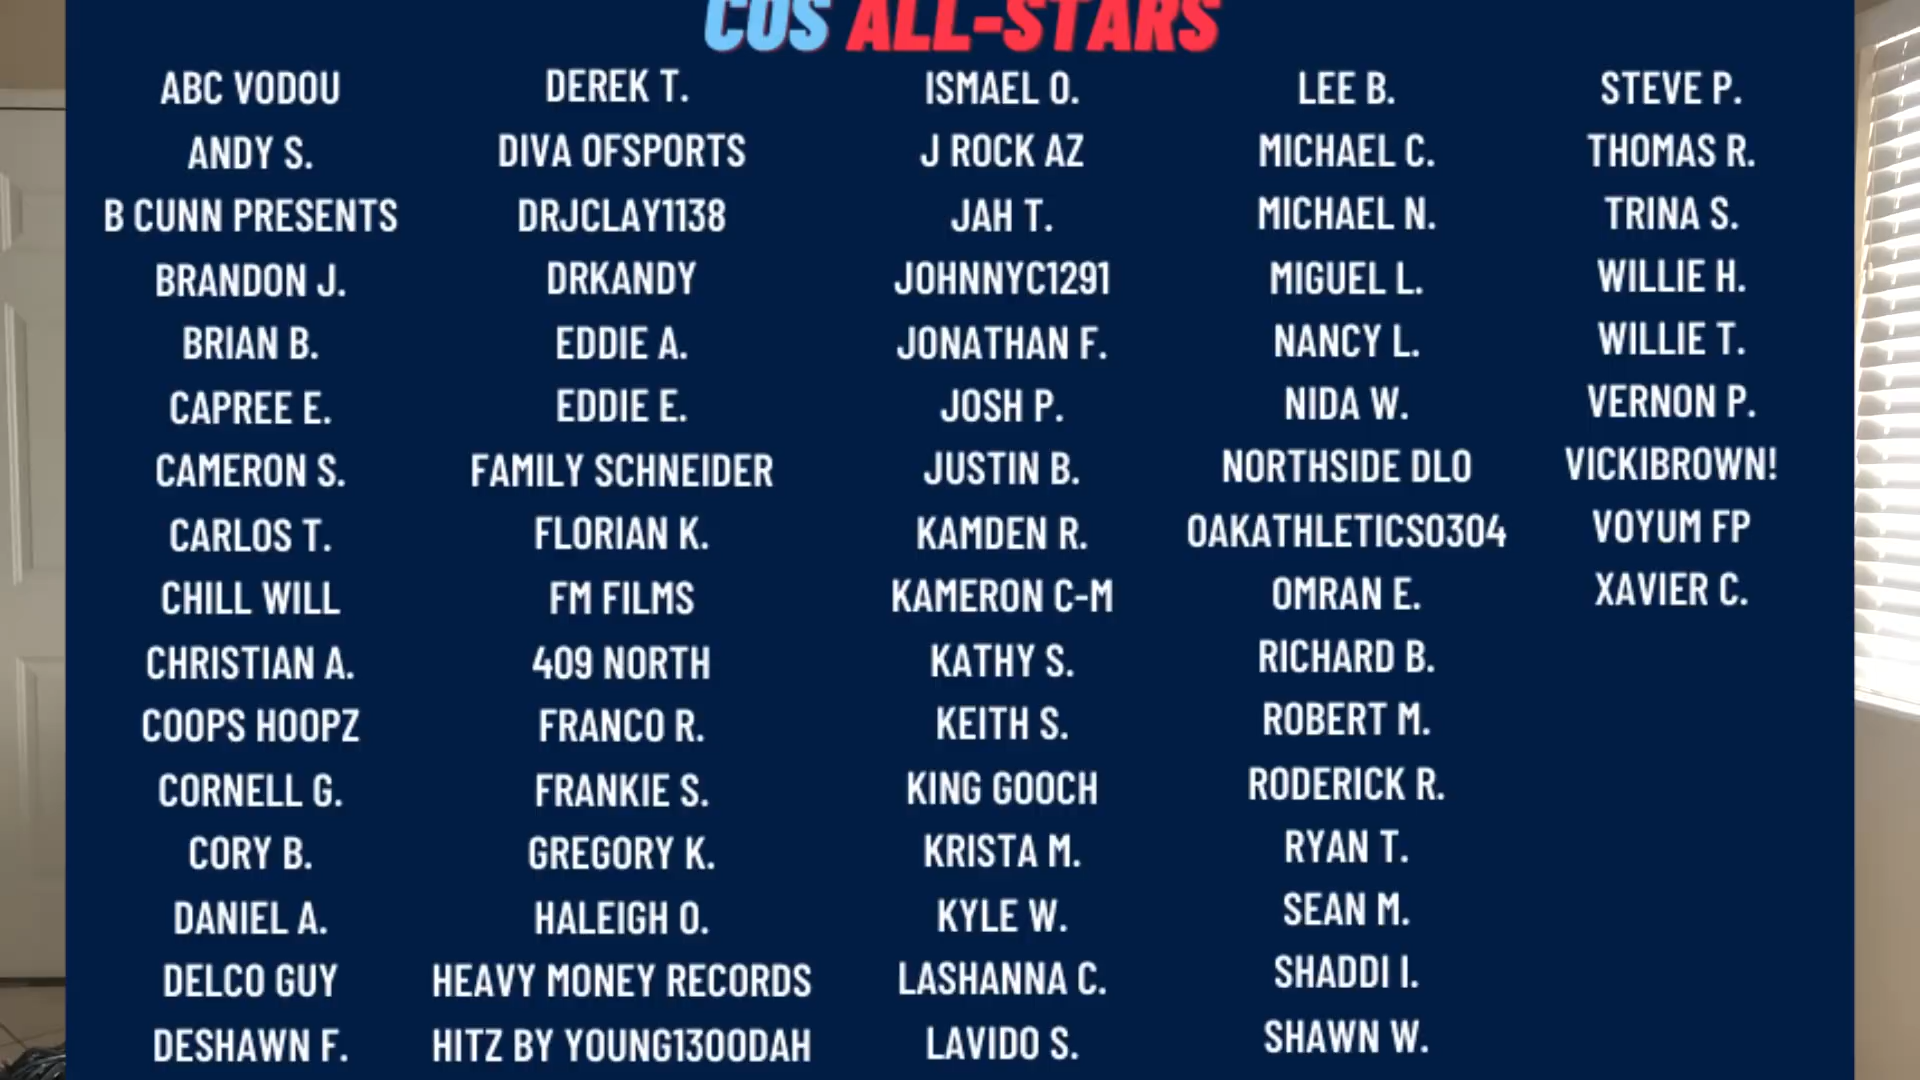 COS ALL-STARS
ABC VODOU
ANDY S.
B CUNN PRESENTS
BRANDON J.
BRIAN B.
CAPREE E.
CAMERON S.
CARLOS T.
CHILL WILL
CHRISTIAN A.
COOPS HOOPZ
CORNELL G.
CORY B.
DANIEL A.
DELCO GUY
DESHAWN F.
DEREK T.
DIVA OFSPORTS
DRJCLAY1138
DRKANDY
EDDIE A.
EDDIE E.
FAMILY SCHNEIDER
FLORIAN K.
FM FILMS
409 NORTH
FRANCO R.
FRANKIE S.
GREGORY K.
HALEIGH O.
HEAVY MONEY RECORDS
HITZ BY YOUNG1300DAH
ISMAEL O.
J ROCK AZ
JAH T.
JOHNNYC1291
JONATHAN F.
JOSH P.
JUSTIN B.
KAMDEN R.
KAMERON C-M
KATHY S.
KEITH S.
KING GOOCH
KRISTA M.
KYLE W.
LASHANNA C.
LAVIDO S.
LEE B.
MICHAEL C.
MICHAEL N.
MIGUEL L.
NANCY L.
NIDA W.
NORTHSIDE DLO
OAKATHLETICS0304
OMRAN E.
RICHARD B.
ROBERT M.
RODERICK R.
RYAN T.
SEAN M.
SHADDI I.
SHAWN W.
STEVE P.
THOMAS R.
TRINA S.
WILLIE H.
WILLIE T.
VERNON P.
VICKIBROWN!
VOYUM FP
XAVIER C.